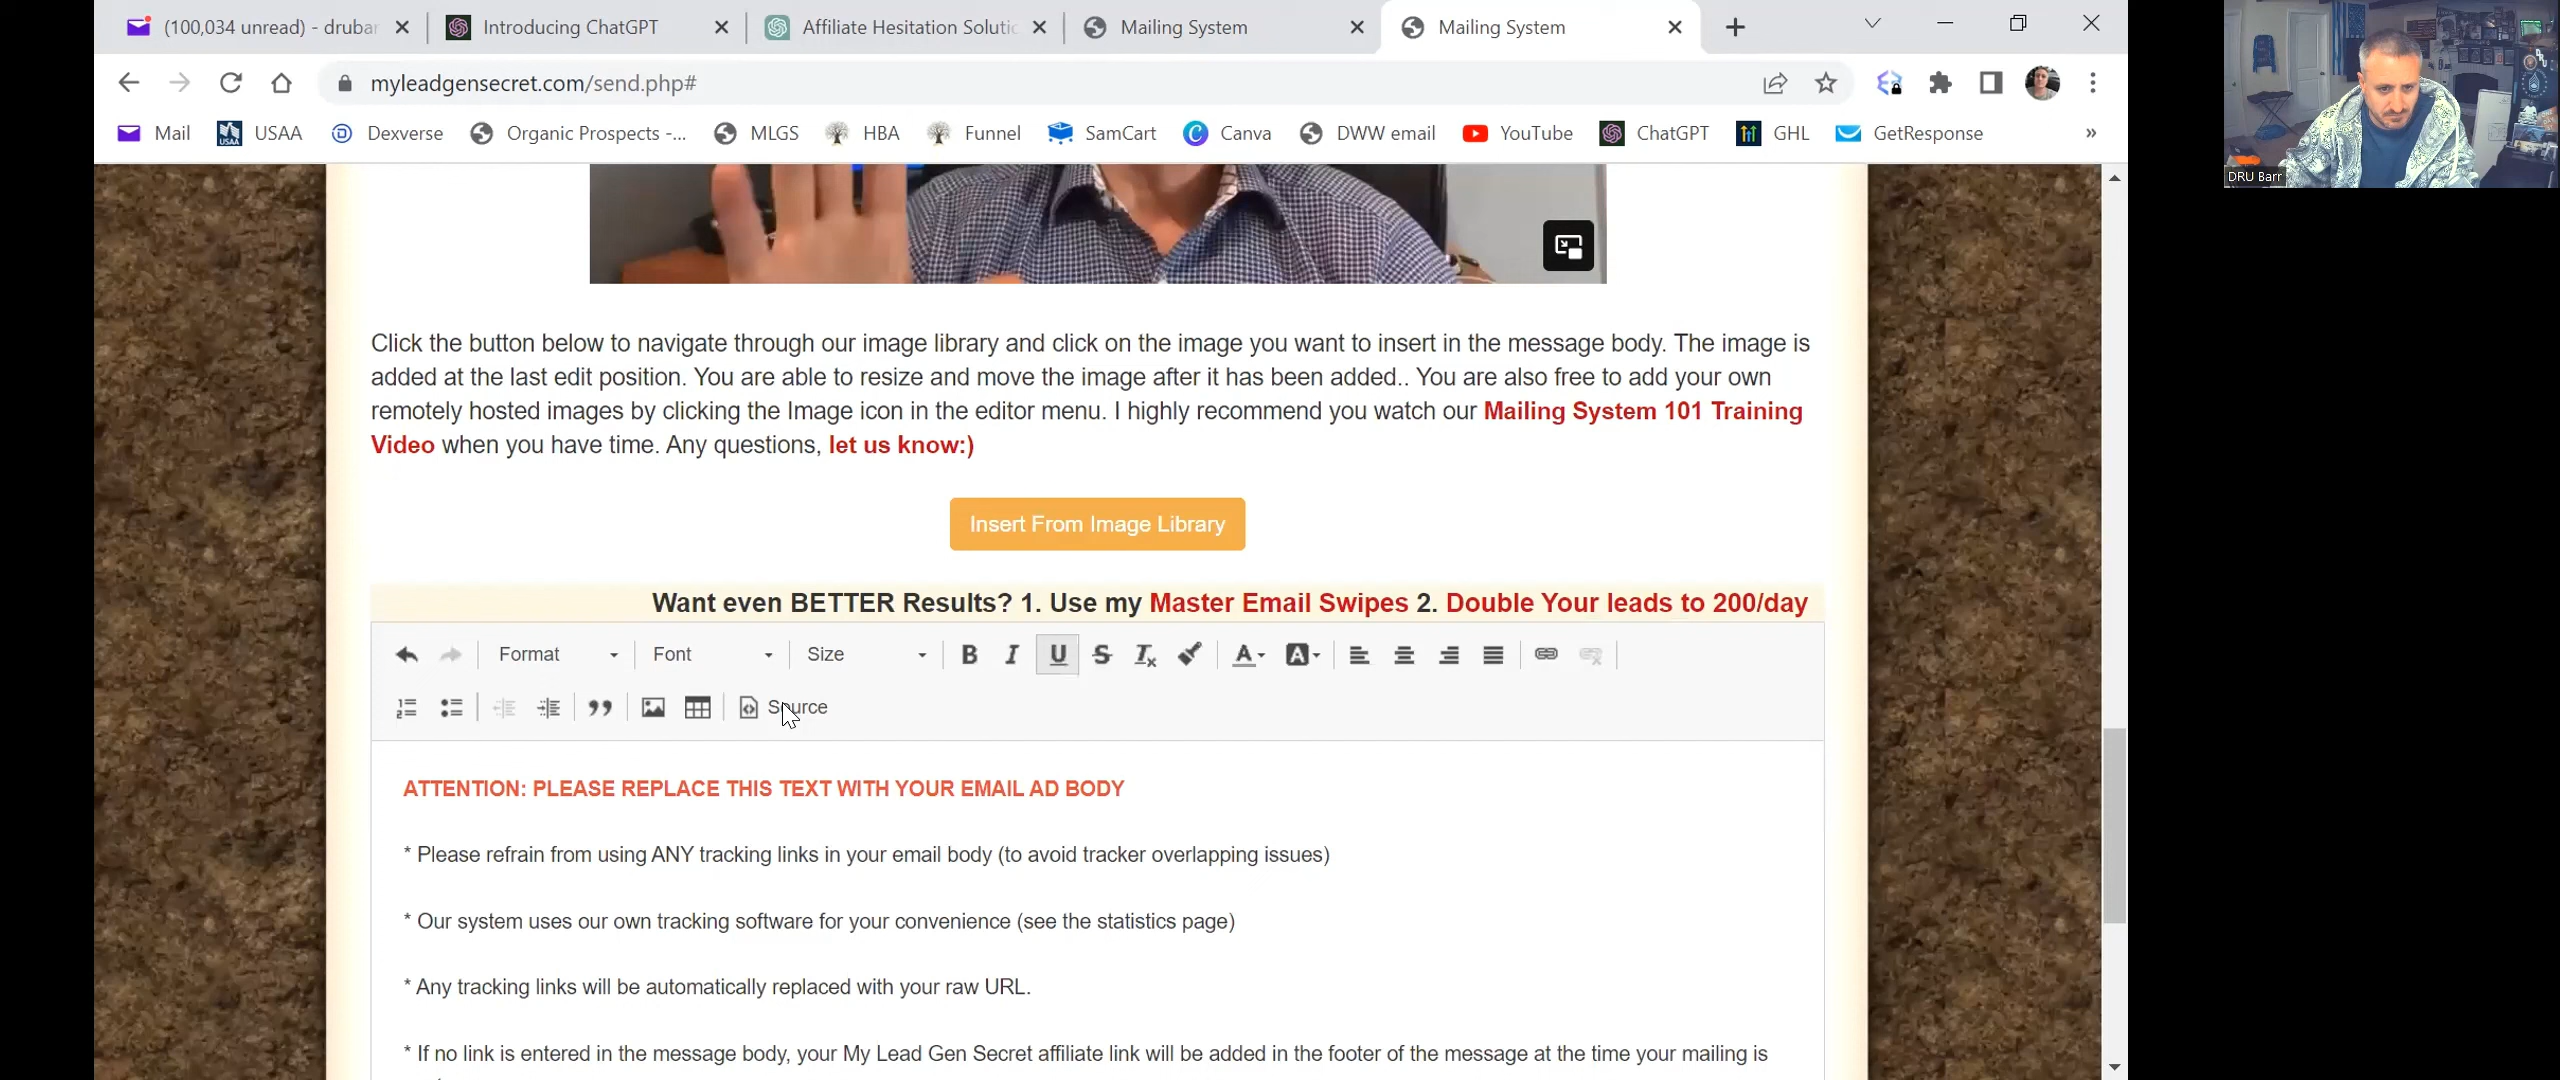 (100,034 unread) - drubar
Introducing ChatGPT
Affiliate Hesitation Solutic
Mailing System
Mailing System
myleadgensecret.com/send.php#
Mail USAA Dexverse Organic Prospects -... MLGS HBA Funnel SamCart Canva DWW email YouTube ChatGPT GHL GetResponse »
DRU Barr
Click the button below to navigate through our image library and click on the image you want to insert in the message body. The image is
added at the last edit position. You are able to resize and move the image after it has been added.. You are also free to add your own
remotely hosted images by clicking the Image icon in the editor menu. I highly recommend you watch our Mailing System 101 Training
Video when you have time. Any questions, let us know:)
Insert From Image Library
Want even BETTER Results? 1. Use my Master Email Swipes 2. Double Your leads to 200/day
Format Font Size
Source
ATTENTION: PLEASE REPLACE THIS TEXT WITH YOUR EMAIL AD BODY
* Please refrain from using ANY tracking links in your email body (to avoid tracker overlapping issues)
* Our system uses our own tracking software for your convenience (see the statistics page)
* Any tracking links will be automatically replaced with your raw URL.
* If no link is entered in the message body, your My Lead Gen Secret affiliate link will be added in the footer of the message at the time your mailing is